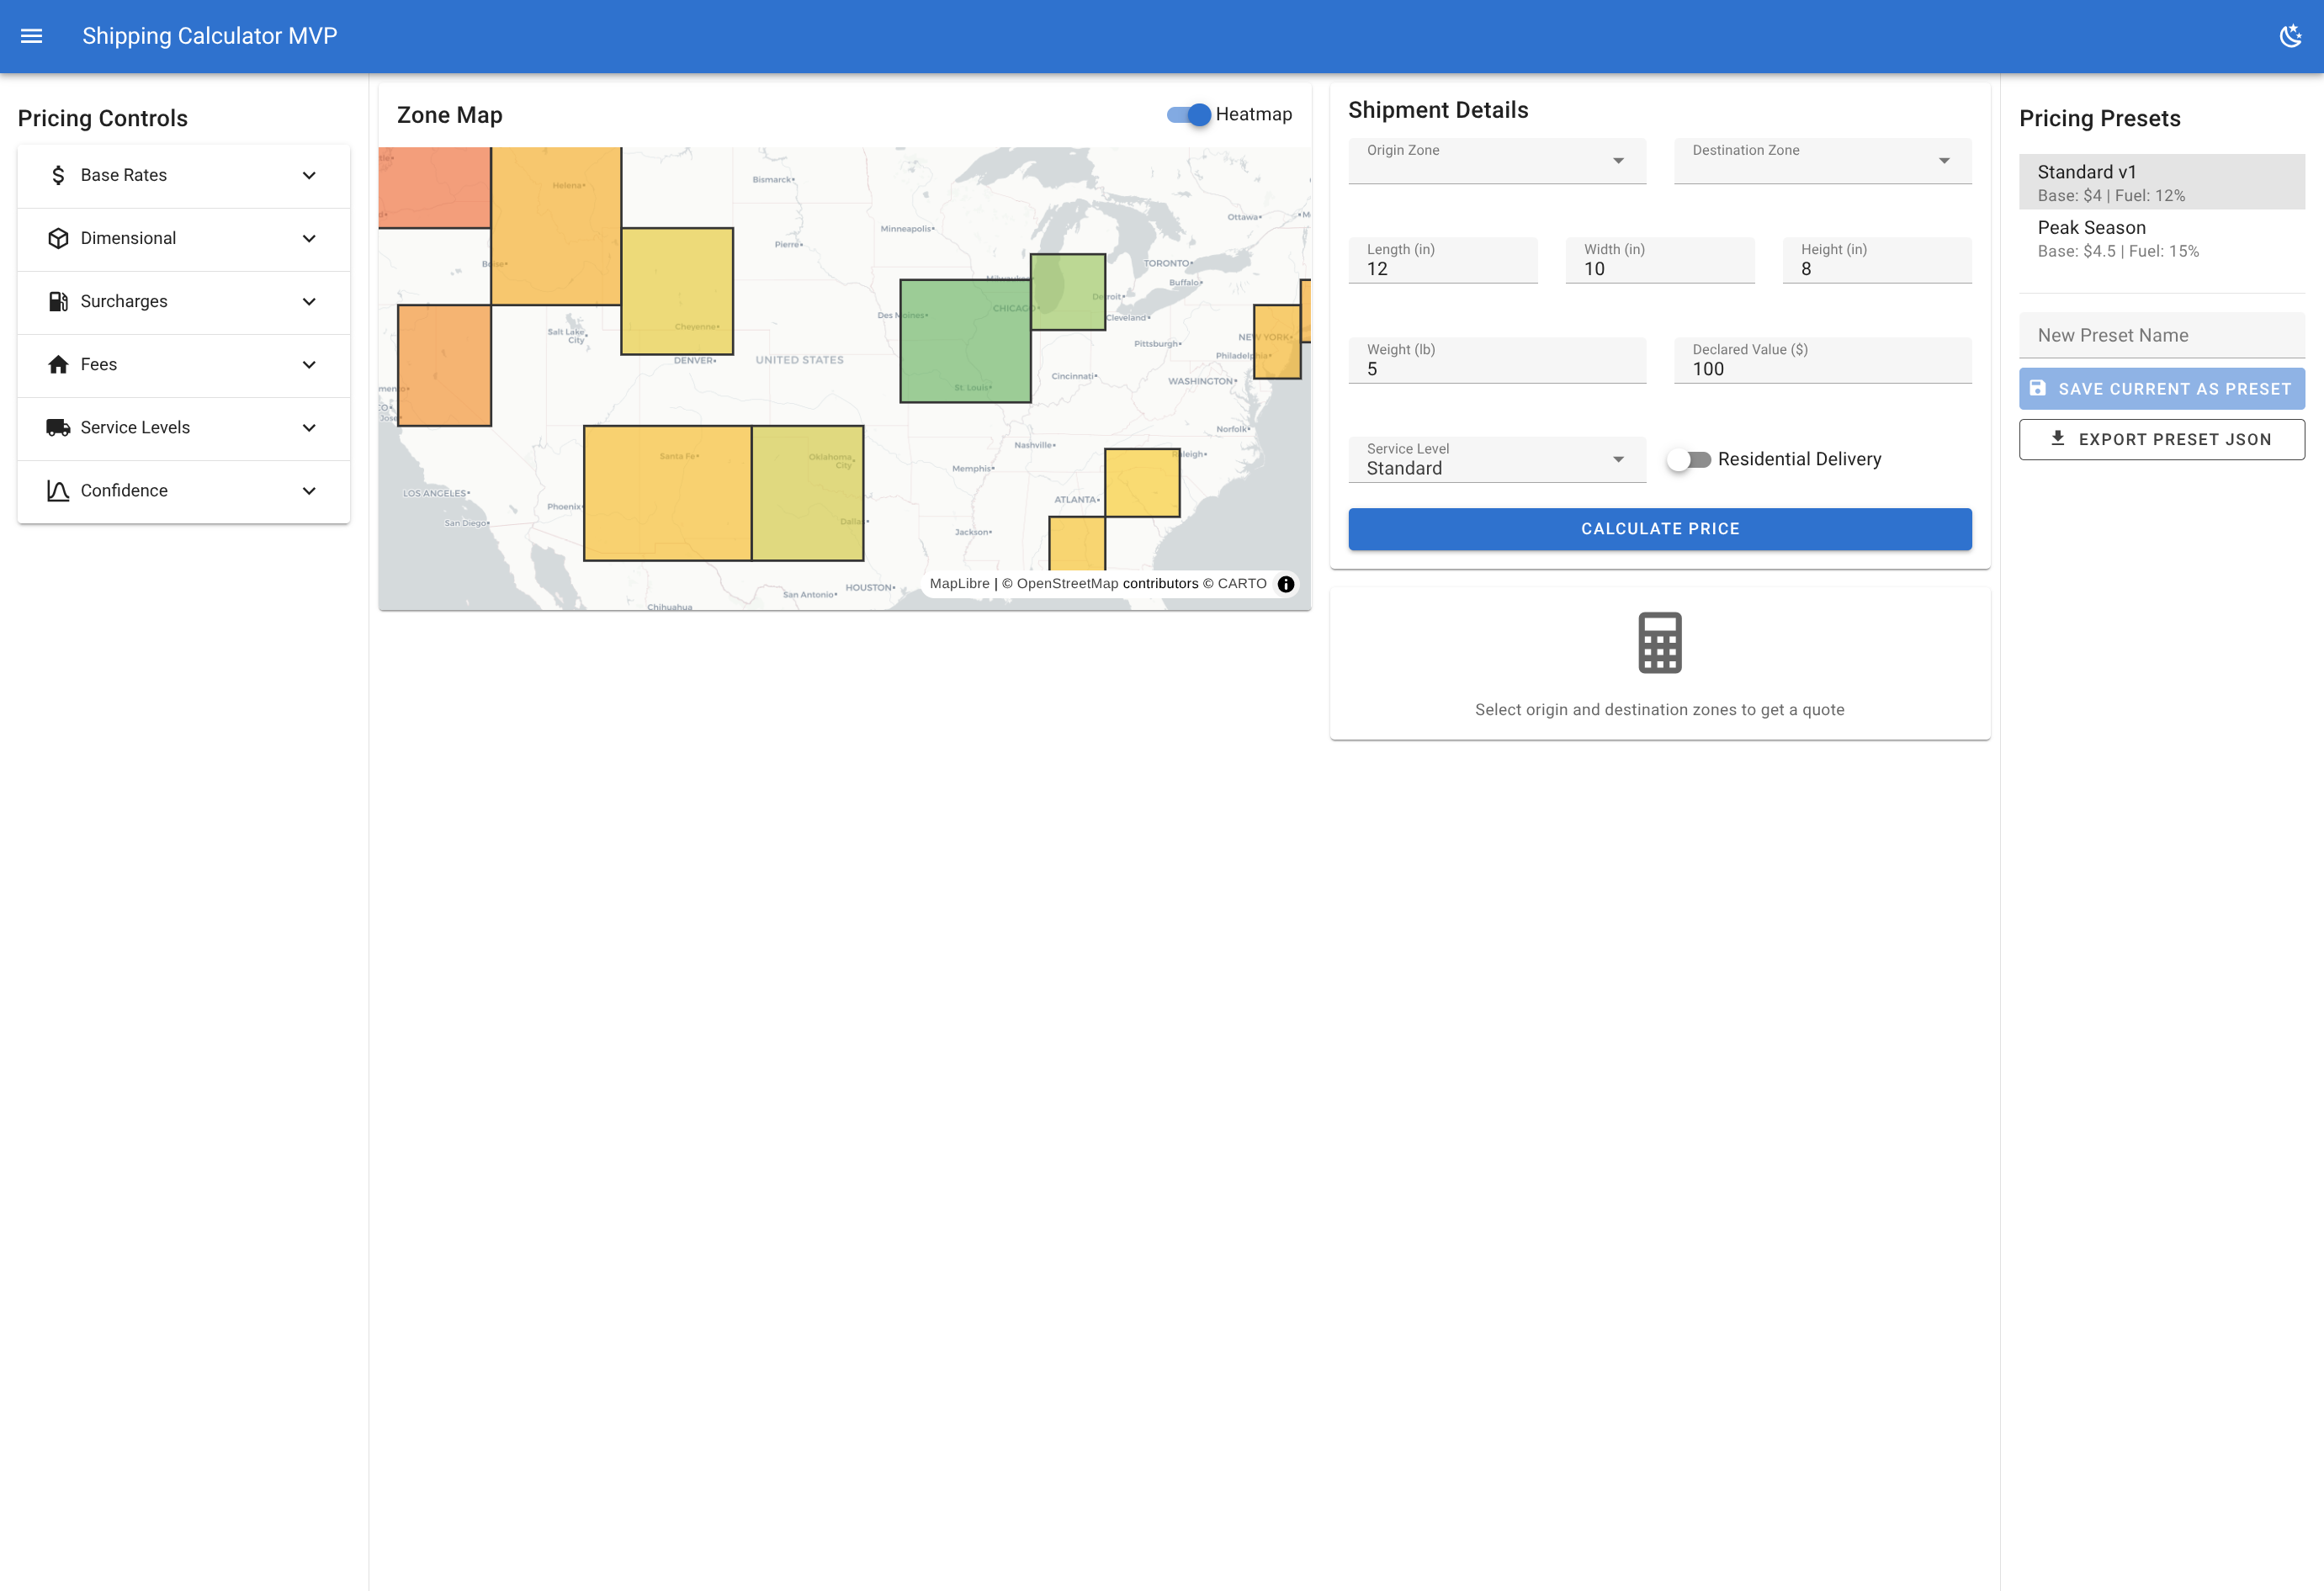 Shipping Calculator MVP
Pricing Controls
Base Rates
Dimensional
Surcharges
Fees
Service Levels
Confidence
Zone Map
Heatmap
Helena
Bismarck
Minneapolis
Ottawa
Pierre
Boise
TORONTO
Milwaukee
Buffalo
Detroit
CHICAGO
Des Moines
Cleveland
Salt Lake
City
Cheyenne
NEW YORK
Pittsburgh
Philadelphia
DENVER
UNITED STATES
Cincinnati
WASHINGTON
St. Louis
Norfolk
Nashville
Santa Fe
Oklahoma
City
Raleigh
Memphis
LOS ANGELES
ATLANTA
Phoenix
San Diego
Dallas
Jackson
HOUSTON
San Antonio
Chihuahua
MapLibre | © OpenStreetMap contributors © CARTO
Shipment Details
Origin Zone
Destination Zone
Length (in)
12
Width (in)
10
Height (in)
8
Weight (lb)
5
Declared Value ($)
100
Service Level
Standard
Residential Delivery
CALCULATE PRICE
Select origin and destination zones to get a quote
Pricing Presets
Standard v1
Base: $4 | Fuel: 12%
Peak Season
Base: $4.5 | Fuel: 15%
New Preset Name
SAVE CURRENT AS PRESET
EXPORT PRESET JSON